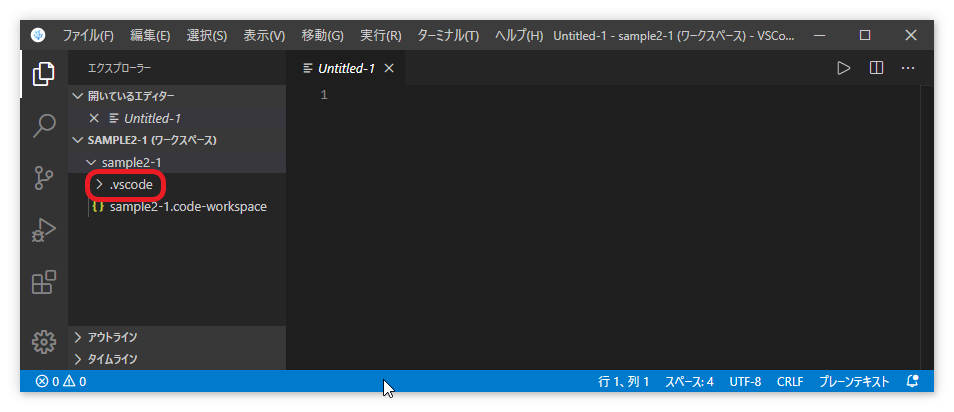 ファイル(F) 編集(E) 選択(S) 表示(V) 移動(G) 実行(R) ターミナル(T) ヘルプ(H) Untitled-1 - sample2-1 (ワークスペース) - VSCo...
エクスプローラー
Untitled-1
開いているエディター
Untitled-1
SAMPLE2-1 (ワークスペース)
sample2-1
.vscode
{} sample2-1.code-workspace
1
アウトライン
タイムライン
0 0 行 1、列 1 スペース: 4 UTF-8 CRLF プレーンテキスト